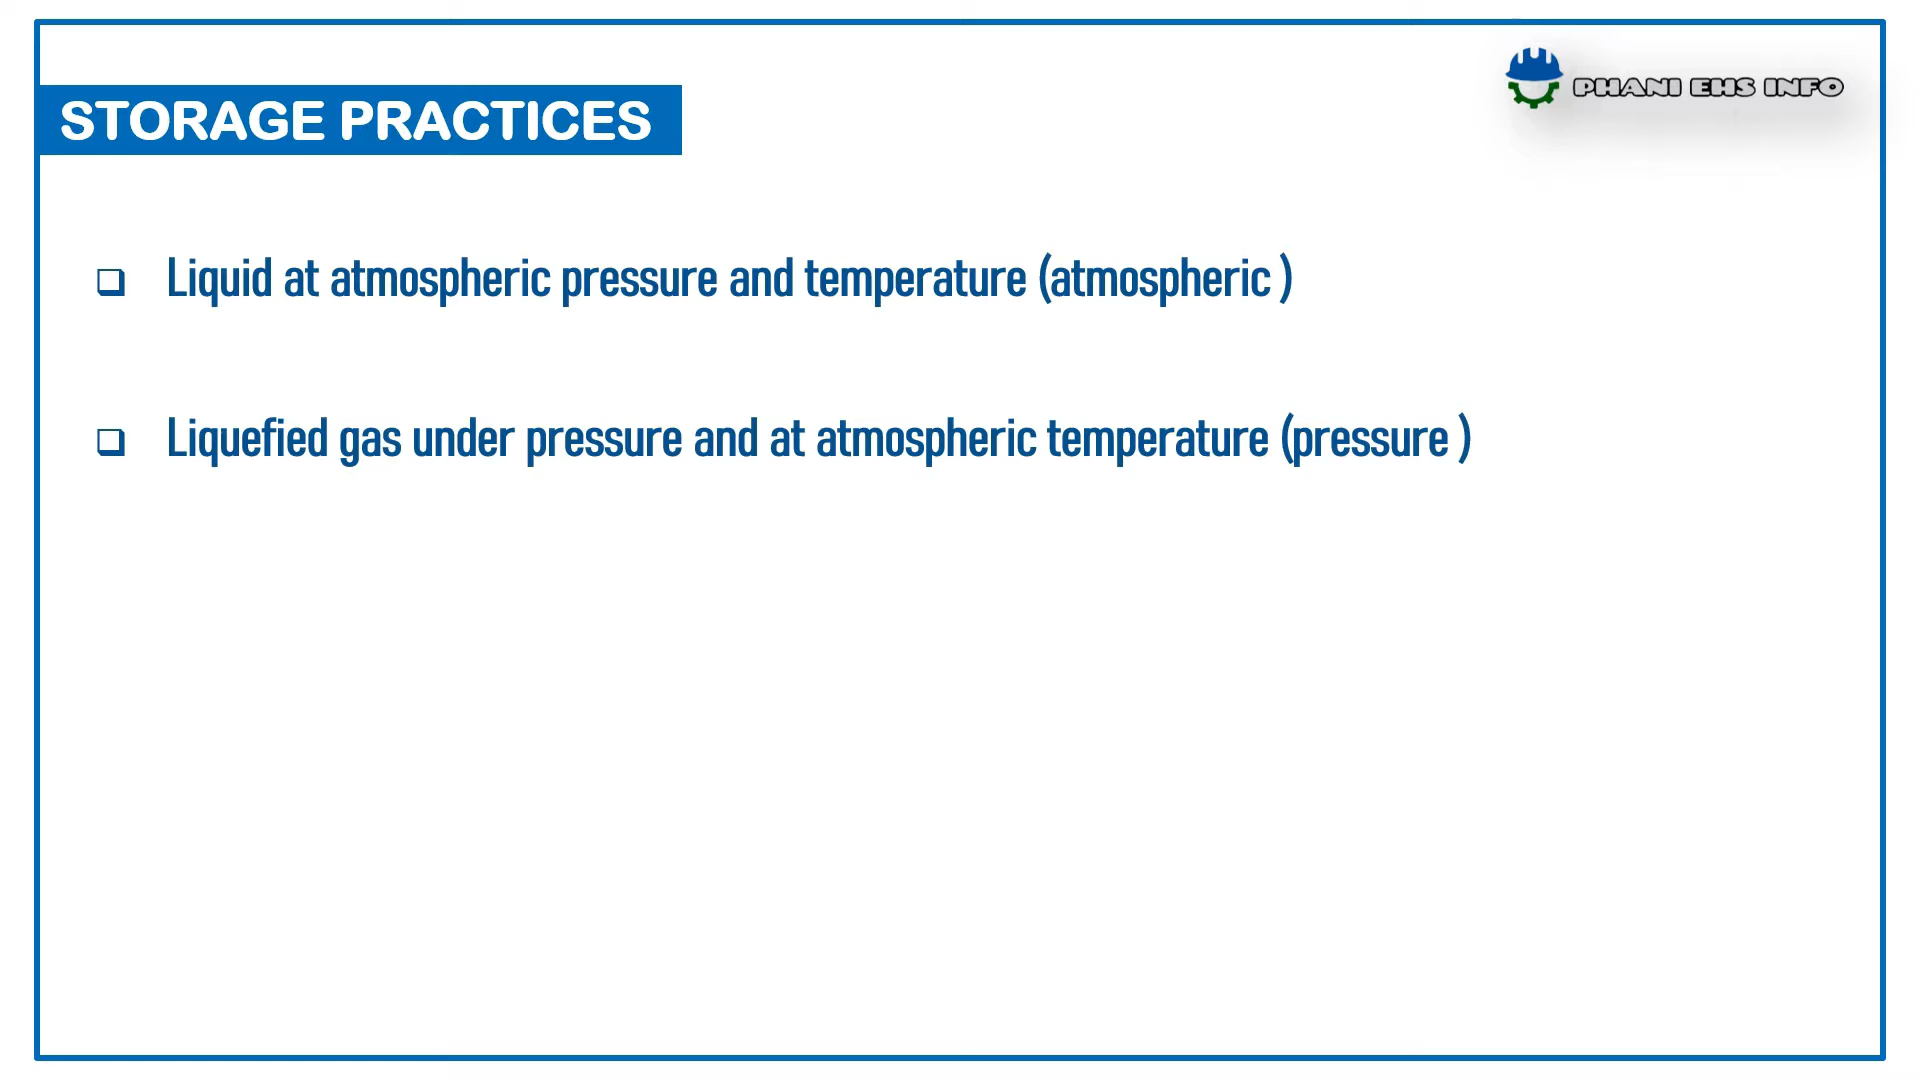 PHANI EHS INFO
STORAGE PRACTICES
Liquid at atmospheric pressure and temperature (atmospheric )
Liquefied gas under pressure and at atmospheric temperature (pressure )